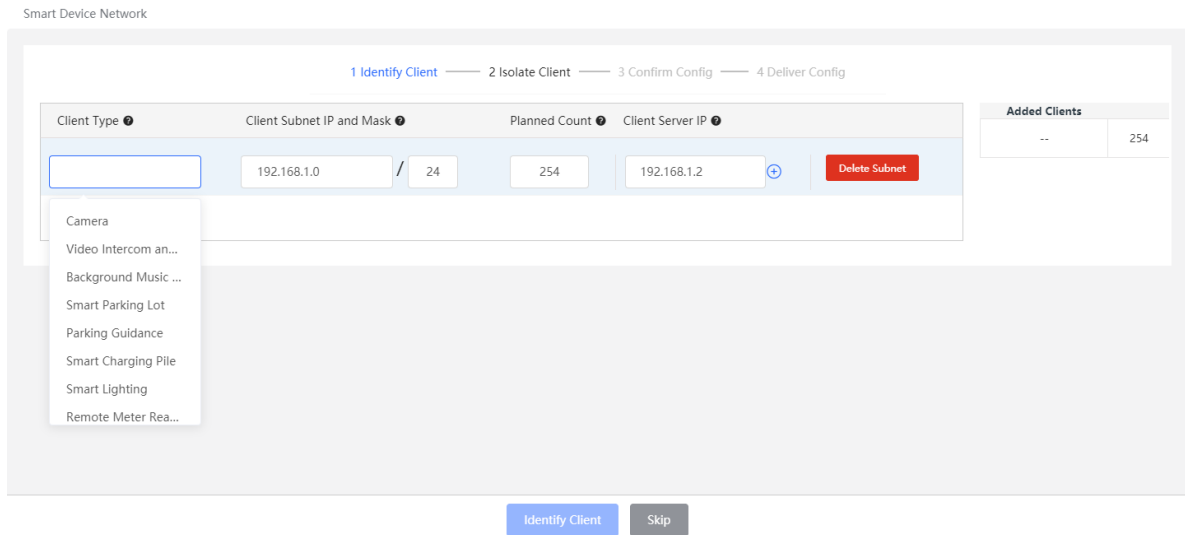 Smart Device Network
1 Identify Client 2 Isolate Client 3 Confirm Config 4 Deliver Config
Client Type Client Subnet IP and Mask Planned Count Client Server IP
192.168.1.0 / 24 254 192.168.1.2 Delete Subnet
Camera
Video Intercom an...
Background Music ...
Smart Parking Lot
Parking Guidance
Smart Charging Pile
Smart Lighting
Remote Meter Rea...
Added Clients
-- 254
Identify Client Skip